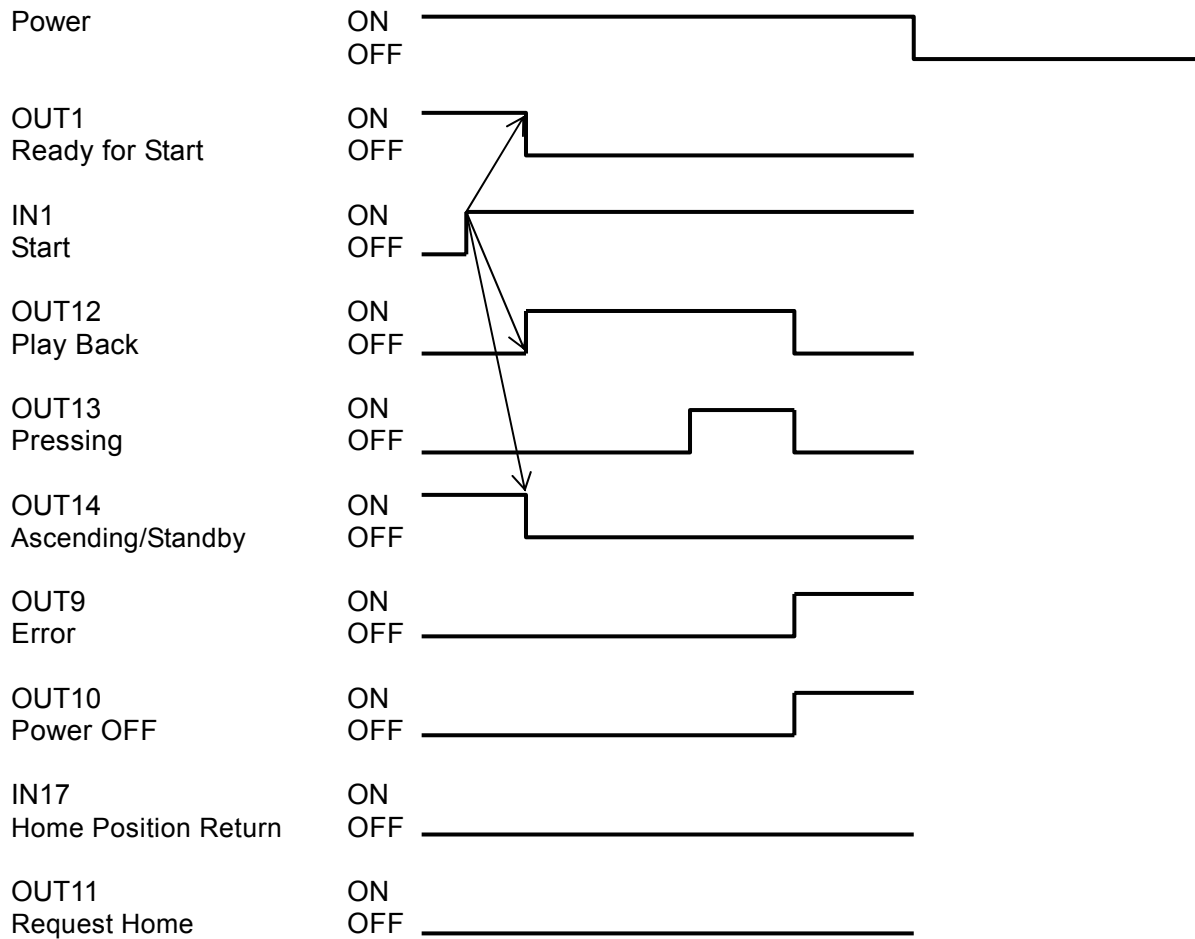 Power ON
OFF
OUT1 ON
Ready for Start OFF
IN1 ON
Start OFF
OUT12 ON
Play Back OFF
OUT13 ON
Pressing OFF
OUT14 ON
Ascending/Standby OFF
OUT9 ON
Error OFF
OUT10 ON
Power OFF OFF
IN17 ON
Home Position Return OFF
OUT11 ON
Request Home OFF